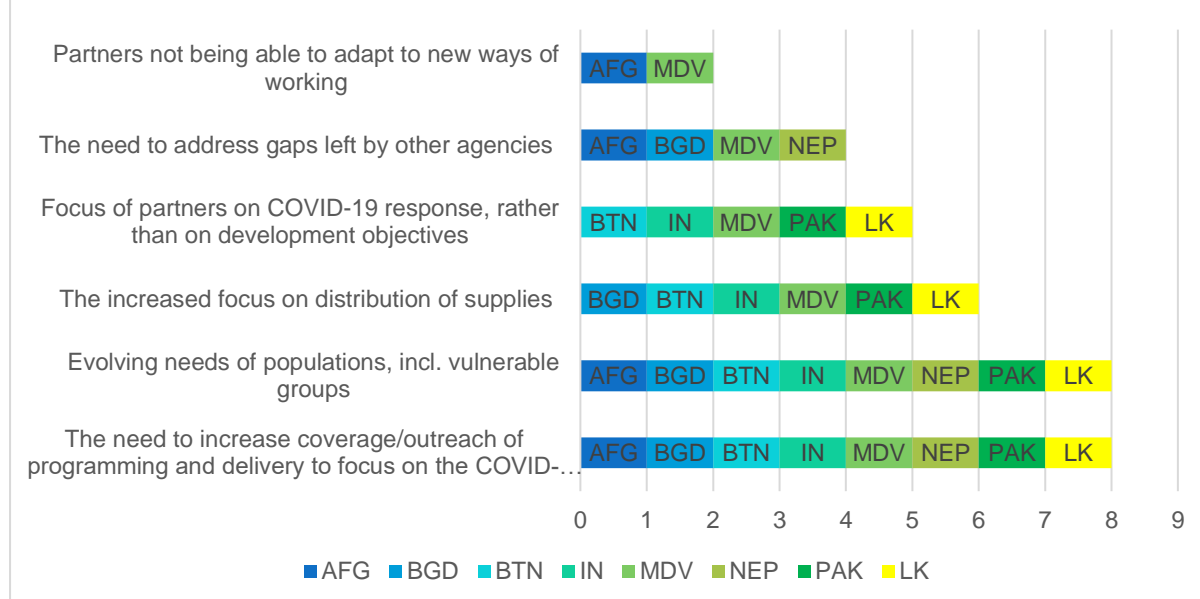 Partners not being able to adapt to new ways of
working
AFG MDV
The need to address gaps left by other agencies
AFG BGD MDV NEP
Focus of partners on COVID-19 response, rather
than on development objectives
BTN IN MDV PAK LK
The increased focus on distribution of supplies
BGD BTN IN MDV PAK LK
Evolving needs of populations, incl. vulnerable
groups
AFG BGD BTN IN MDV NEP PAK LK
The need to increase coverage/outreach of
programming and delivery to focus on the COVID-…
AFG BGD BTN IN MDV NEP PAK LK
0 1 2 3 4 5 6 7 8 9
AFG BGD BTN IN MDV NEP PAK LK